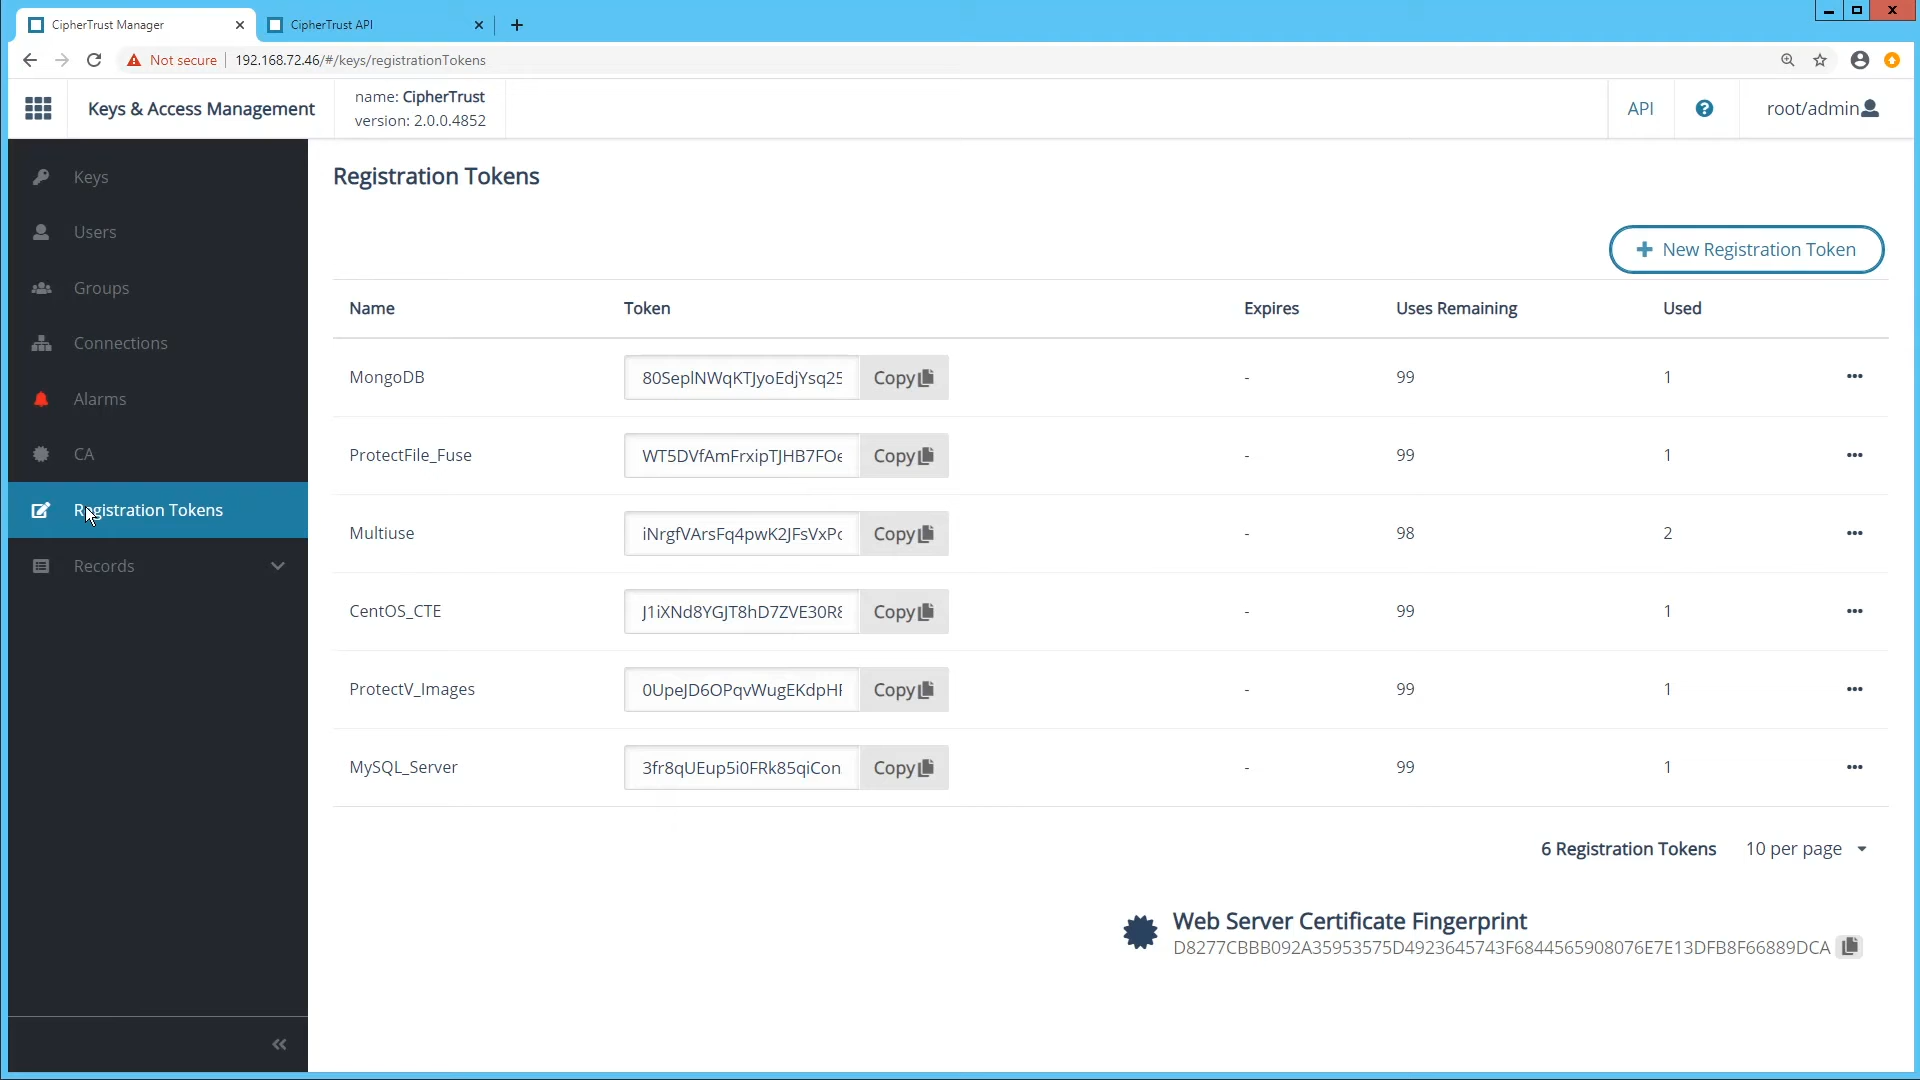 CipherTrust Manager
CipherTrust API
Not secure
192.168.72.46/#/keys/registrationTokens
Keys & Access Management
name: CipherTrust
version: 2.0.0.4852
API
root/admin
Keys
Users
Groups
Connections
Alarms
CA
Registration Tokens
Records
Registration Tokens
+ New Registration Token
Name Token Expires Uses Remaining Used
MongoDB 80SeplNWqKTJyoEdjYsq25 Copy - 99 1
ProtectFile_Fuse WT5DVfAmFrxipTJHB7FOe Copy - 99 1
Multiuse iNrgfVArsFq4pwK2JFsVxPc Copy - 98 2
CentOS_CTE J1iXNd8YGJT8hD7ZVE30R8 Copy - 99 1
ProtectV_Images 0UpeJD6OPqvWugEKdpH Copy - 99 1
MySQL_Server 3fr8qUEup5i0FRk85qiCon Copy - 99 1
6 Registration Tokens 10 per page
Web Server Certificate Fingerprint
D8277CBBB092A35953575D4923645743F6844565908076E7E13DFB8F66889DCA